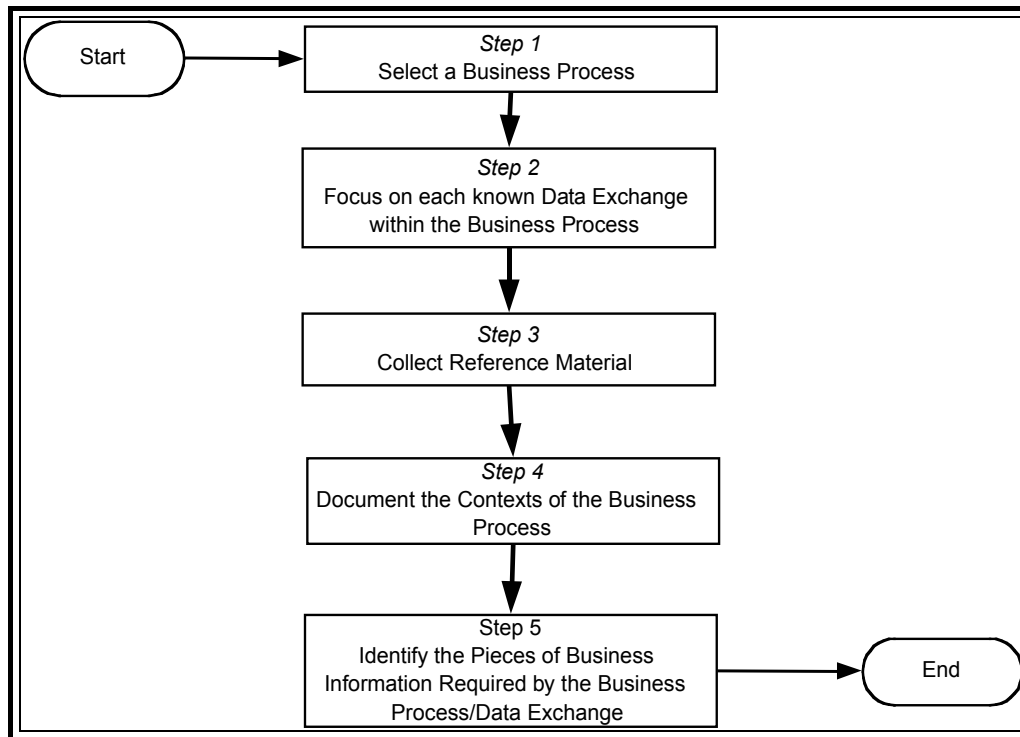 Start
Step 1
Select a Business Process
Step 2
Focus on each known Data Exchange
within the Business Process
Step 3
Collect Reference Material
Step 4
Document the Contexts of the Business
Process
Step 5
Identify the Pieces of Business
Information Required by the Business
Process/Data Exchange
End